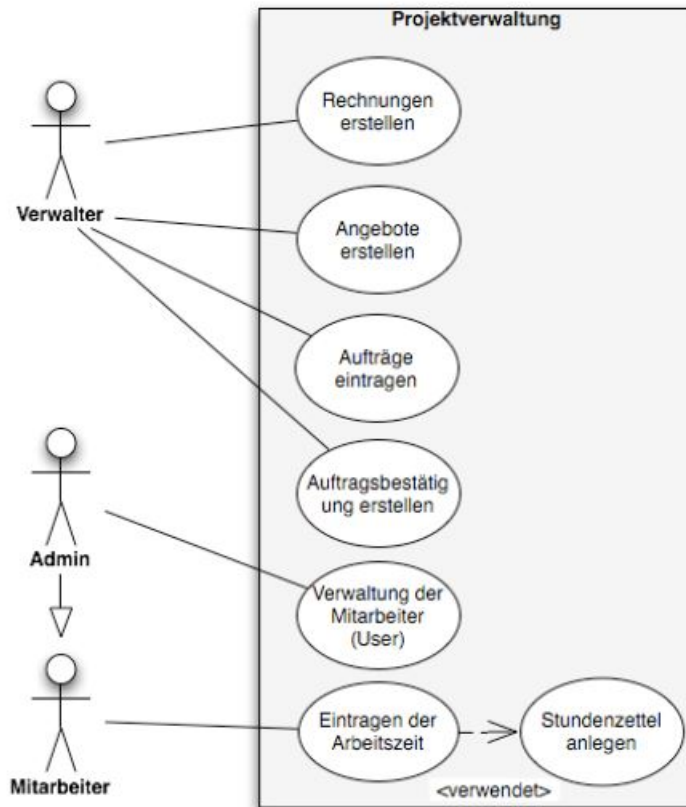 Projektverwaltung
Rechnungen
erstellen
Verwalter
Angebote
erstellen
Aufträge
eintragen
Auftragsbestätig
ung erstellen
Admin
Verwaltung der
Mitarbeiter
(User)
Mitarbeiter
Eintragen der
Arbeitszeit
Stundenzettel
anlegen
<verwendet>